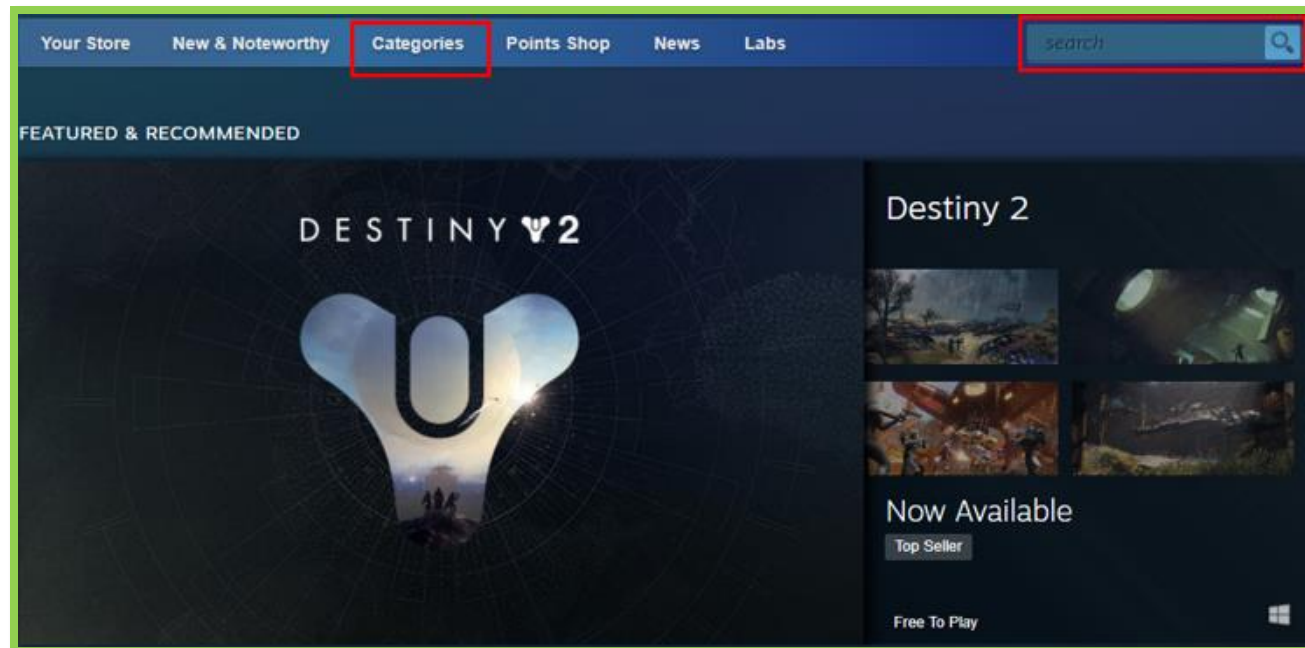 Your Store New & Noteworthy Categories Points Shop News Labs search
FEATURED & RECOMMENDED
DESTINY 2
Destiny 2
Now Available
Top Seller
Free To Play